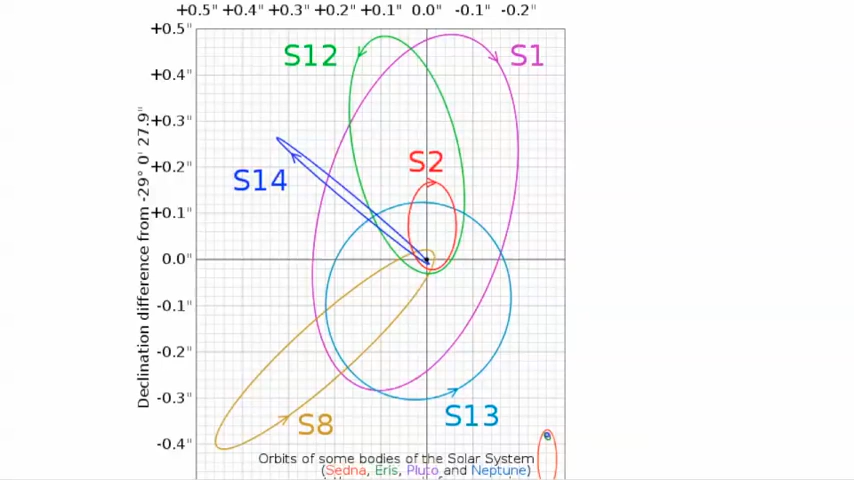 +0.5" +0.4" +0.3" +0.2" +0.1" 0.0" -0.1" -0.2"
+0.5"
S12
S1
+0.4"
+0.3"
S2
+0.2"
S14
+0.1"
0.0"
-0.1"
-0.2"
-0.3"
S13
S8
-0.4"
Declination difference from -29° 0' 27.9"
Orbits of some bodies of the Solar System
(Sedna, Eris, Pluto and Neptune)